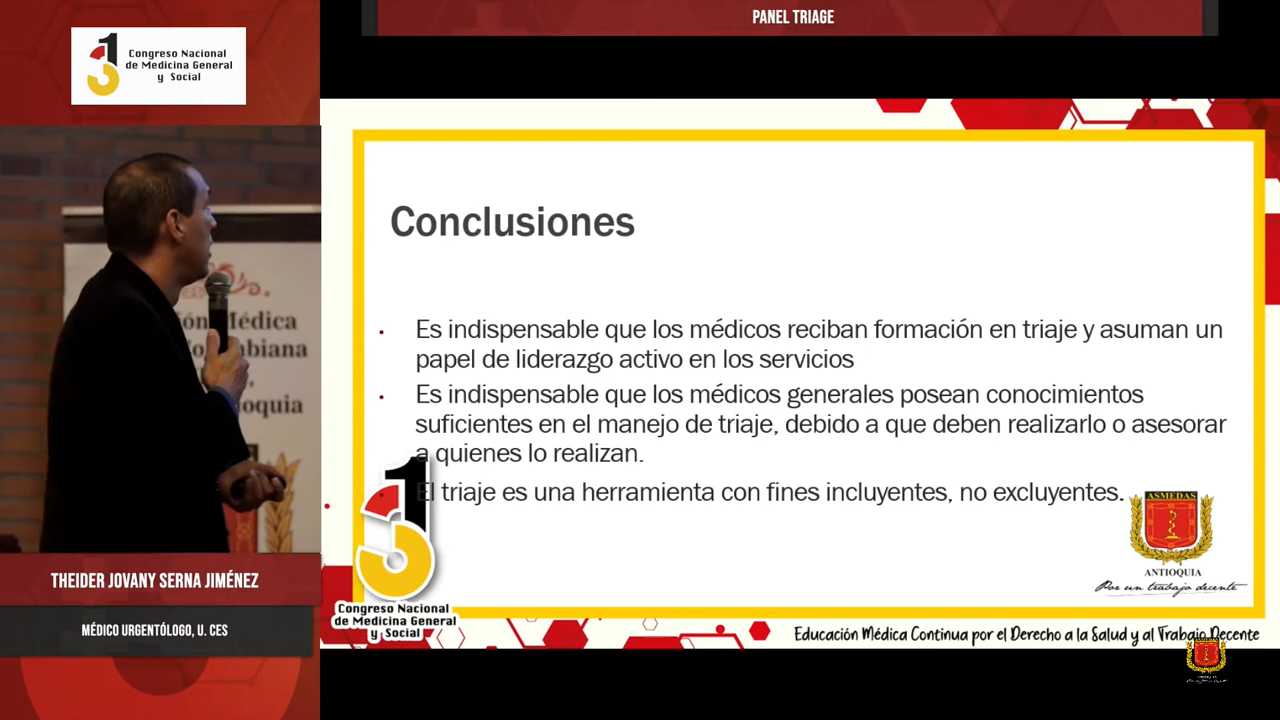 PANEL TRIAGE
31
Congreso Nacional
de Medicina General
y Social
Médica
oquia
Conclusiones
• Es indispensable que los médicos reciban formación en triaje y asuman un
papel de liderazgo activo en los servicios
• Es indispensable que los médicos generales posean conocimientos
suficientes en el manejo de triaje, debido a que deben realizarlo o asesorar
a quienes lo realizan.
• El triaje es una herramienta con fines incluyentes, no excluyentes.
ASMEDAS
ANTIOQUIA
Por un trabajo decente
31
Congreso Nacional
de Medicina General
y Social
Educación Médica Continua por el Derecho a la Salud y al Trabajo Decente
THEIDER JOVANY SERNA JIMÉNEZ
MÉDICO URGENTÓLOGO, U. CES